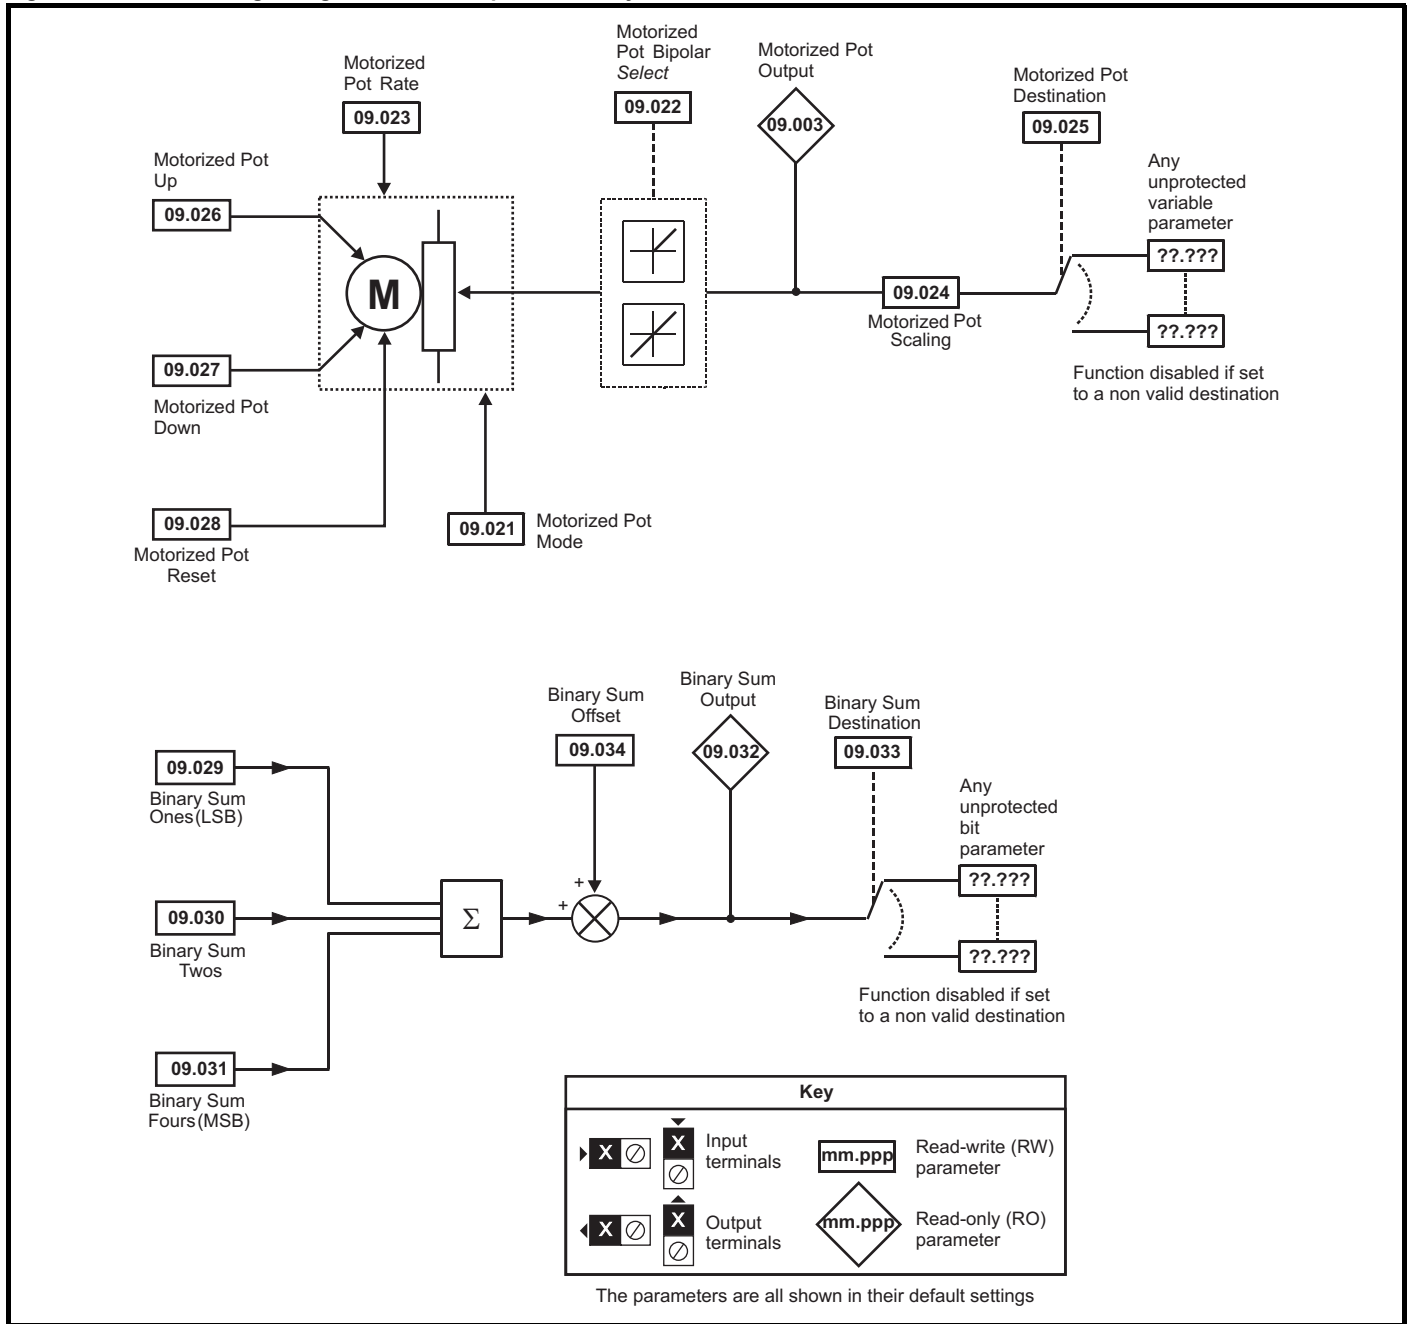 Motorized
Pot Rate
09.023
Motorized
Pot Bipolar
Select
09.022
Motorized Pot
Output
09.003
Motorized Pot
Destination
09.025
Motorized Pot
Up
09.026
Any
unprotected
variable
parameter
??.???
M
09.024
Motorized Pot
Scaling
??.???
09.027
Motorized Pot
Down
Function disabled if set
to a non valid destination
09.028
Motorized Pot
Reset
09.021
Motorized Pot
Mode
Binary Sum
Offset
09.034
Binary Sum
Output
09.032
Binary Sum
Destination
09.033
09.029
Binary Sum
Ones(LSB)
Any
unprotected
bit
parameter
??.???
+
+
Σ
09.030
Binary Sum
Twos
??.???
Function disabled if set
to a non valid destination
09.031
Binary Sum
Fours(MSB)
Key
X
X
Input
terminals
mm.ppp
Read-write (RW)
parameter
X
X
Output
terminals
mm.ppp
Read-only (RO)
parameter
The parameters are all shown in their default settings